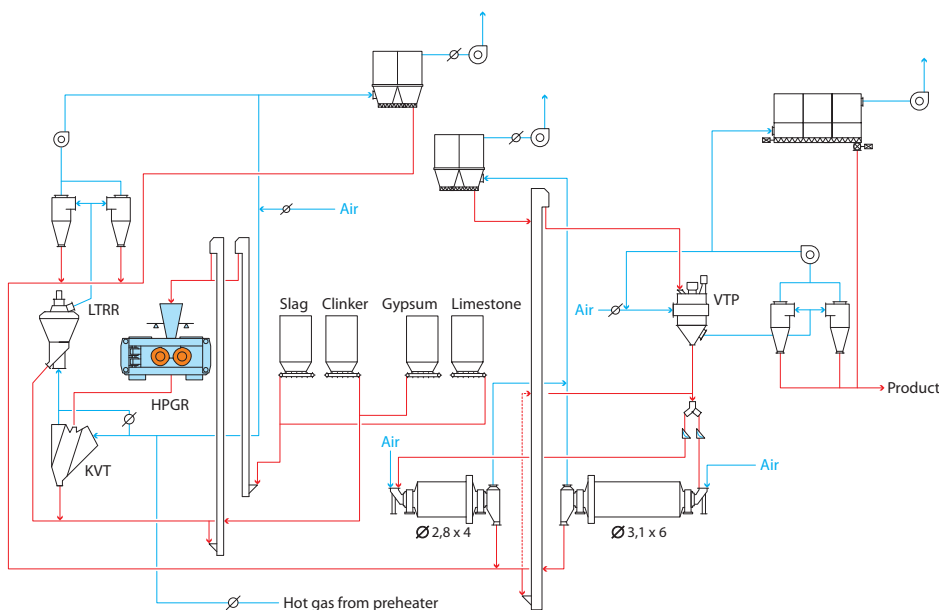 Air
LTRR
Slag
Clinker
Gypsum
Limestone
VTP
Air
HPGR
Product
KVT
Air
Air
Ø 2,8 x 4
Ø 3,1 x 6
Hot gas from preheater